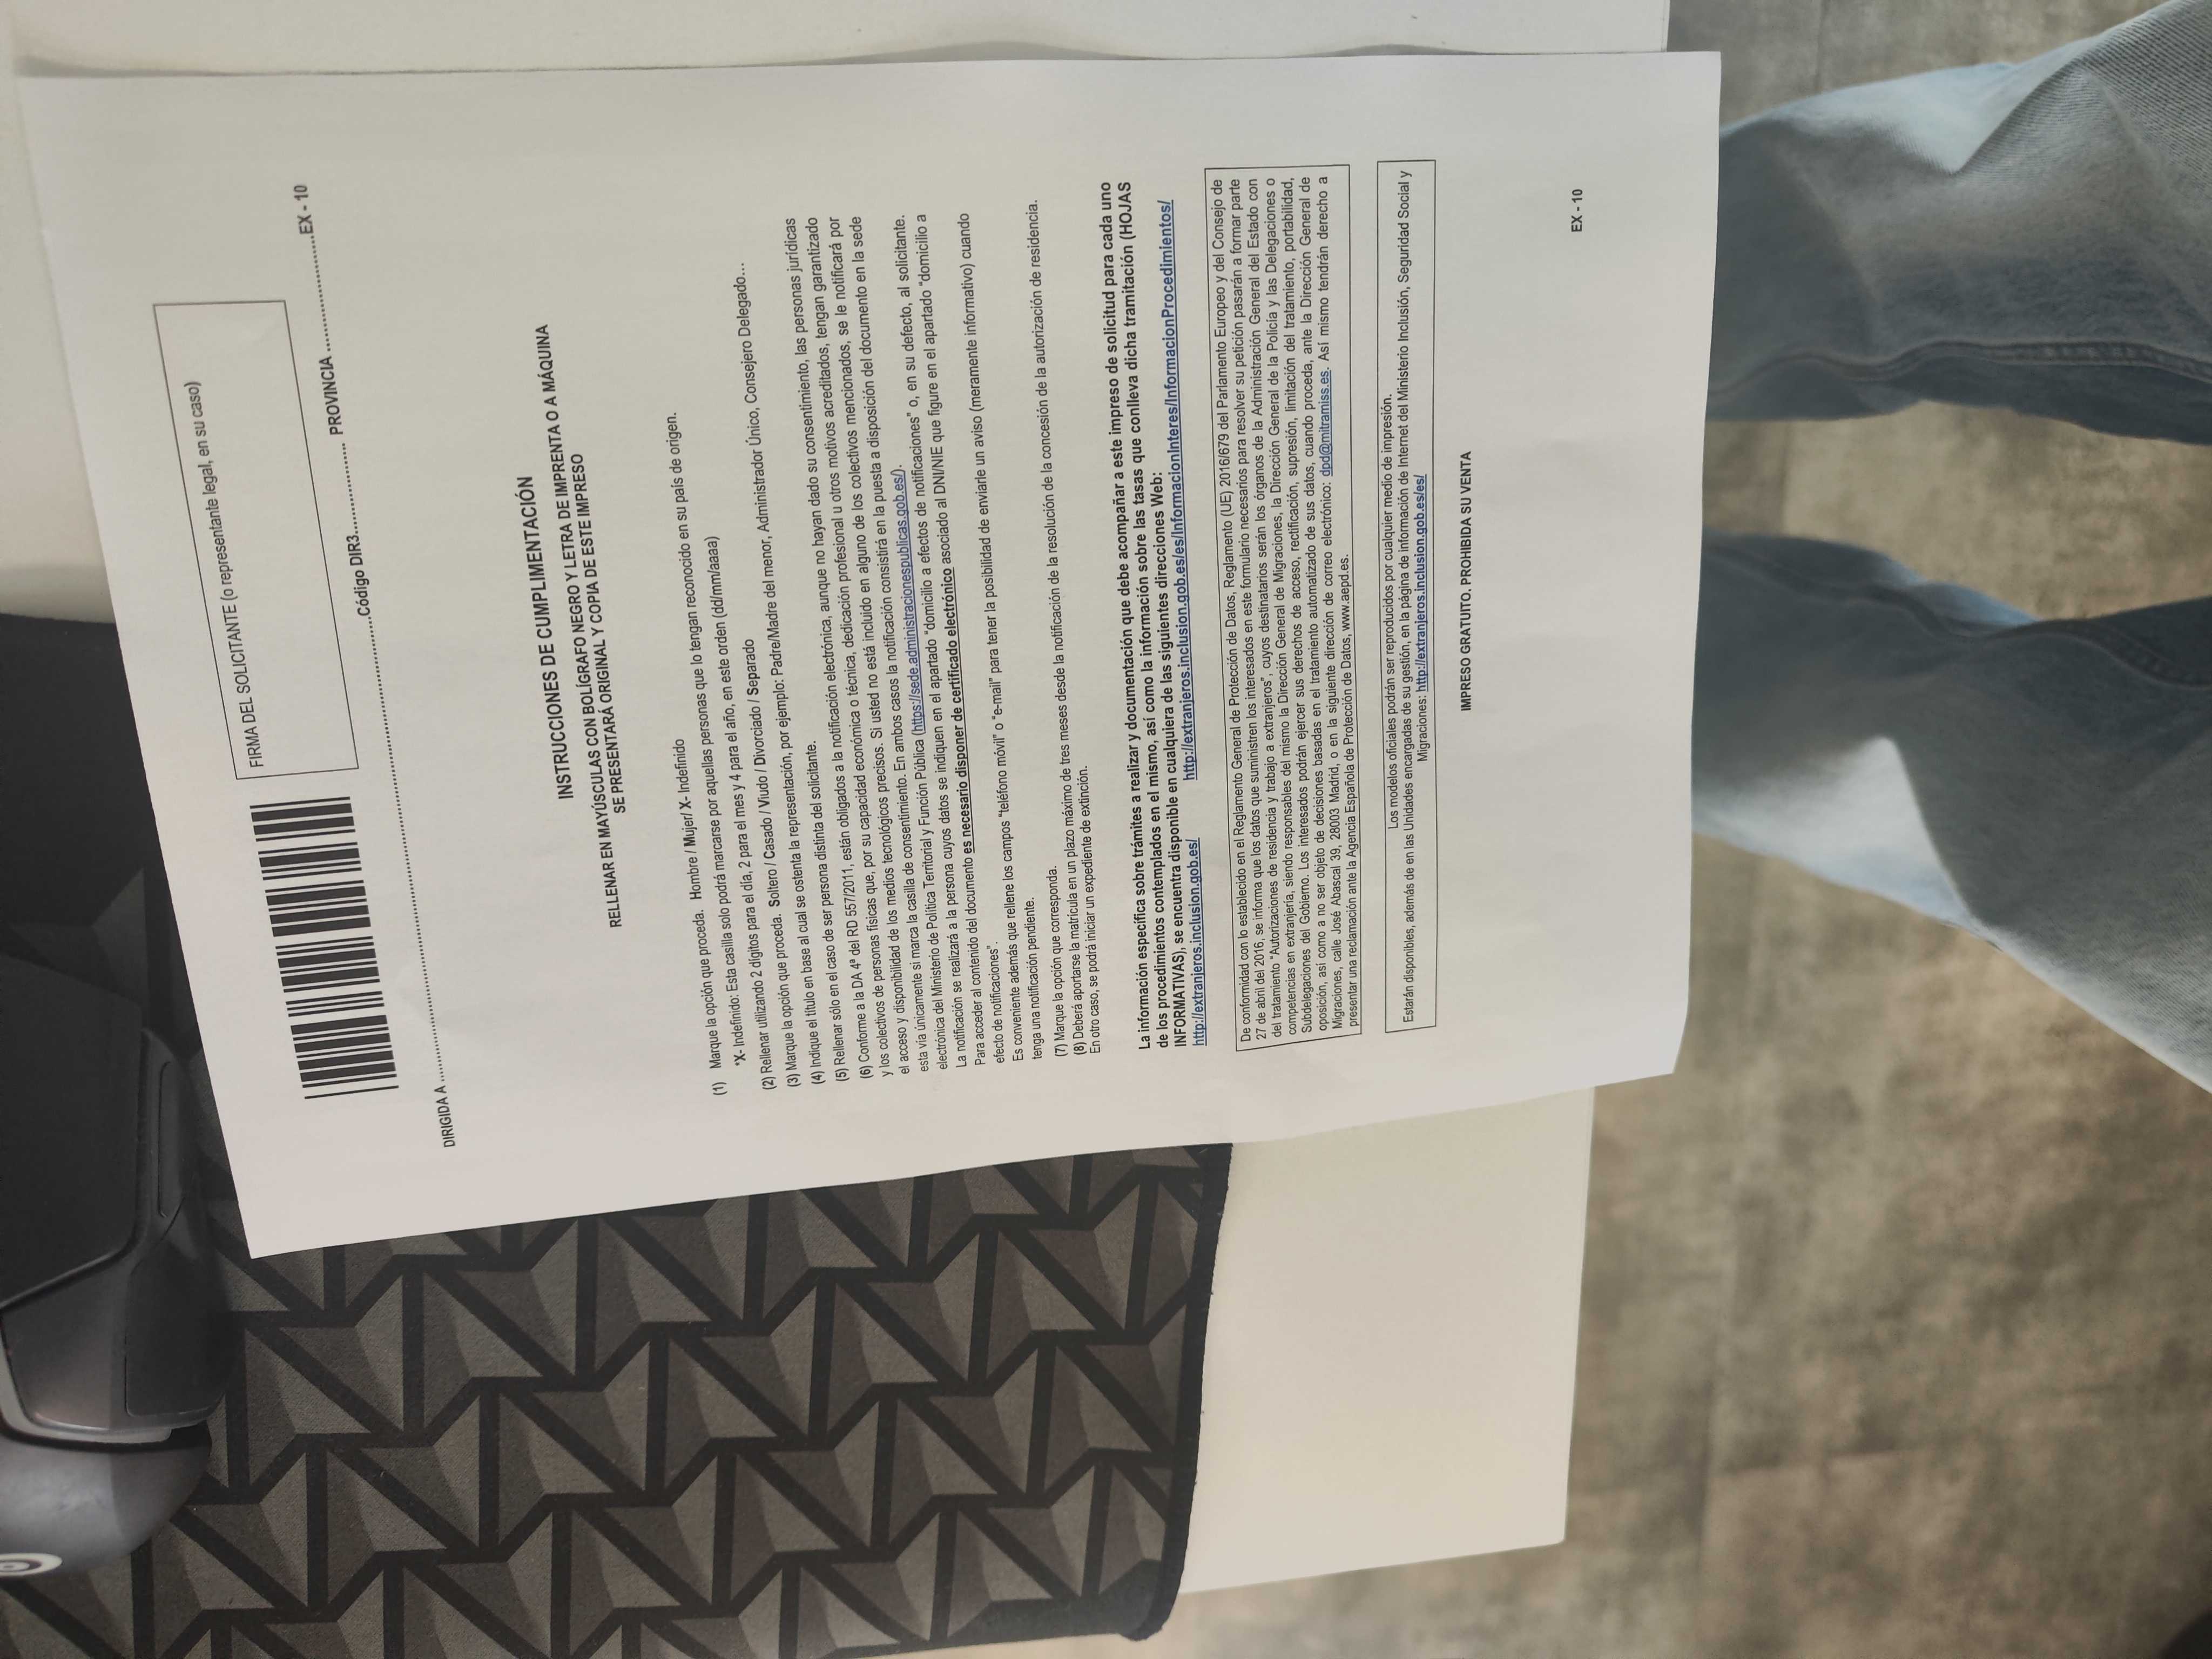 FIRMA DEL SOLICITANTE (o representante legal, en su caso)
DIRIGIDA A ....................................................................................Código DIR3................. PROVINCIA ..................................EX - 10
INSTRUCCIONES DE CUMPLIMENTACIÓN
RELLENAR EN MAYÚSCULAS CON BOLÍGRAFO NEGRO Y LETRA DE IMPRENTA O A MÁQUINA
SE PRESENTARÁ ORIGINAL Y COPIA DE ESTE IMPRESO
(1) Marque la opción que proceda. Hombre / Mujer/ X- Indefinido
*X- Indefinido: Esta casilla solo podrá marcarse por aquellas personas que lo tengan reconocido en su país de origen.
(2) Rellenar utilizando 2 dígitos para el día, 2 para el mes y 4 para el año, en este orden (dd/mm/aaaa)
(3) Marque la opción que proceda. Soltero / Casado / Viudo / Divorciado / Separado
(4) Indique el título en base al cual se ostenta la representación, por ejemplo: Padre/Madre del menor, Administrador Único, Consejero Delegado...
(5) Rellenar sólo en el caso de ser persona distinta del solicitante.
(6) Conforme a la DA 4ª del RD 557/2011, están obligados a la notificación electrónica, aunque no hayan dado su consentimiento, las personas jurídicas
y los colectivos de personas físicas que, por su capacidad económica o técnica, dedicación profesional u otros motivos acreditados, tengan garantizado
el acceso y disponibilidad de los medios tecnológicos precisos. Si usted no está incluido en alguno de los colectivos mencionados, se le notificará por
esta vía únicamente si marca la casilla de consentimiento. En ambos casos la notificación consistirá en la puesta a disposición del documento en la sede
electrónica del Ministerio de Política Territorial y Función Pública (https://sede.administracionespublicas.gob.es/).
La notificación se realizará a la persona cuyos datos se indiquen en el apartado "domicilio a efectos de notificaciones" o, en su defecto, al solicitante.
Para acceder al contenido del documento es necesario disponer de certificado electrónico asociado al DNI/NIE que figure en el apartado "domicilio a
efecto de notificaciones".
Es conveniente además que rellene los campos "teléfono móvil" o "e-mail" para tener la posibilidad de enviarle un aviso (meramente informativo) cuando
tenga una notificación pendiente.
(7) Marque la opción que corresponda.
(8) Deberá aportarse la matrícula en un plazo máximo de tres meses desde la notificación de la resolución de la concesión de la autorización de residencia.
En otro caso, se podrá iniciar un expediente de extinción.
La información específica sobre trámites a realizar y documentación que debe acompañar a este impreso de solicitud para cada uno
de los procedimientos contemplados en el mismo, así como la información sobre las tasas que conlleva dicha tramitación (HOJAS
INFORMATIVAS), se encuentra disponible en cualquiera de las siguientes direcciones Web:
http://extranjeros.inclusion.gob.es/ http://extranjeros.inclusion.gob.es/es/InformacionInteres/InformacionProcedimientos/
De conformidad con lo establecido en el Reglamento General de Protección de Datos, Reglamento (UE) 2016/679 del Parlamento Europeo y del Consejo de
27 de abril del 2016, se informa que los datos que suministren los interesados en este formulario necesarios para resolver su petición pasarán a formar parte
del tratamiento "Autorizaciones de residencia y trabajo a extranjeros", cuyos destinatarios serán los órganos de la Administración General del Estado con
competencias en extranjería, siendo responsables del mismo la Dirección General de Migraciones, la Dirección General de la Policía y las Delegaciones o
Subdelegaciones del Gobierno. Los interesados podrán ejercer sus derechos de acceso, rectificación, supresión, limitación del tratamiento, portabilidad,
oposición, así como a no ser objeto de decisiones basadas en el tratamiento automatizado de sus datos, cuando proceda, ante la Dirección General de
Migraciones, calle José Abascal 39, 28003 Madrid, o en la siguiente dirección de correo electrónico: dpd@mitramiss.es. Así mismo tendrán derecho a
presentar una reclamación ante la Agencia Española de Protección de Datos, www.aepd.es.
Los modelos oficiales podrán ser reproducidos por cualquier medio de impresión.
Estarán disponibles, además de en las Unidades encargadas de su gestión, en la página de información de Internet del Ministerio Inclusión, Seguridad Social y
Migraciones: http://extranjeros.inclusion.gob.es/es/
IMPRESO GRATUITO. PROHIBIDA SU VENTA
EX - 10